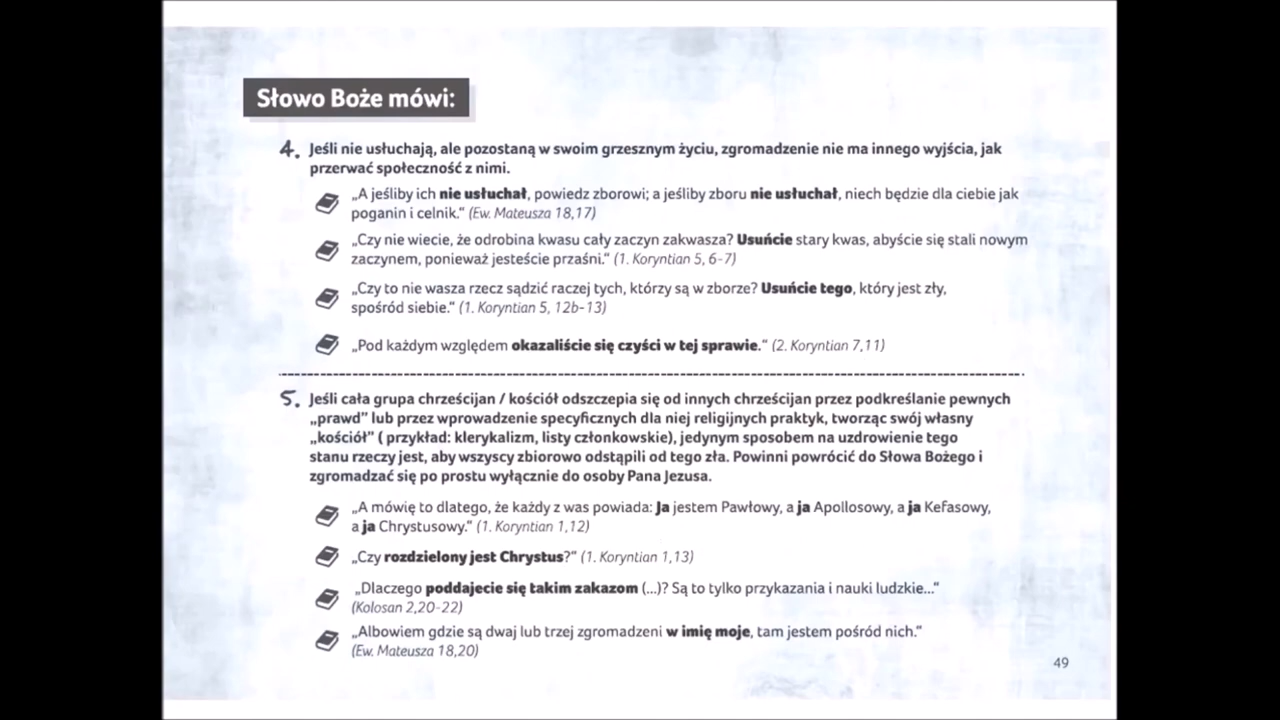 Słowo Boże mówi:
4. Jeśli nie usłuchają, ale pozostaną w swoim grzesznym życiu, zgromadzenie nie ma innego wyjścia, jak
przerwać społeczność z nimi.
„A jeśliby ich nie usłuchał, powiedz zborowi; a jeśliby zboru nie usłuchał, niech będzie dla ciebie jak
poganin i celnik.“ (Ew. Mateusza 18,17)
„Czy nie wiecie, że odrobina kwasu cały zaczyn zakwasza? Usuńcie stary kwas, abyście się stali nowym
zaczynem, ponieważ jesteście przaśni.“ (1. Koryntian 5, 6-7)
„Czy to nie wasza rzecz sądzić raczej tych, którzy są w zborze? Usuńcie tego, który jest zły,
spośród siebie.“ (1. Koryntian 5, 12b-13)
„Pod każdym względem okazaliście się czyści w tej sprawie.“ (2. Koryntian 7,11)
5. Jeśli cała grupa chrześcijan / kościół odszczepia się od innych chrześcijan przez podkreślanie pewnych
„prawd” lub przez wprowadzenie specyficznych dla niej religijnych praktyk, tworząc swój własny
„kościół” ( przykład: klerykalizm, listy członkowskie), jedynym sposobem na uzdrowienie tego
stanu rzeczy jest, aby wszyscy zbiorowo odstąpili od tego zła. Powinni powrócić do Słowa Bożego i
zgromadzać się po prostu wyłącznie do osoby Pana Jezusa.
„A mówię to dlatego, że każdy z was powiada: Ja jestem Pawłowy, a ja Apollosowy, a ja Kefasowy,
a ja Chrystusowy.“ (1. Koryntian 1,12)
„Czy rozdzielony jest Chrystus?“ (1. Koryntian 1,13)
„Dlaczego poddajecie się takim zakazom (...)? Są to tylko przykazania i nauki ludzkie...“
(Kolosan 2,20-22)
„Albowiem gdzie są dwaj lub trzej zgromadzeni w imię moje, tam jestem pośród nich.“
(Ew. Mateusza 18,20)
49